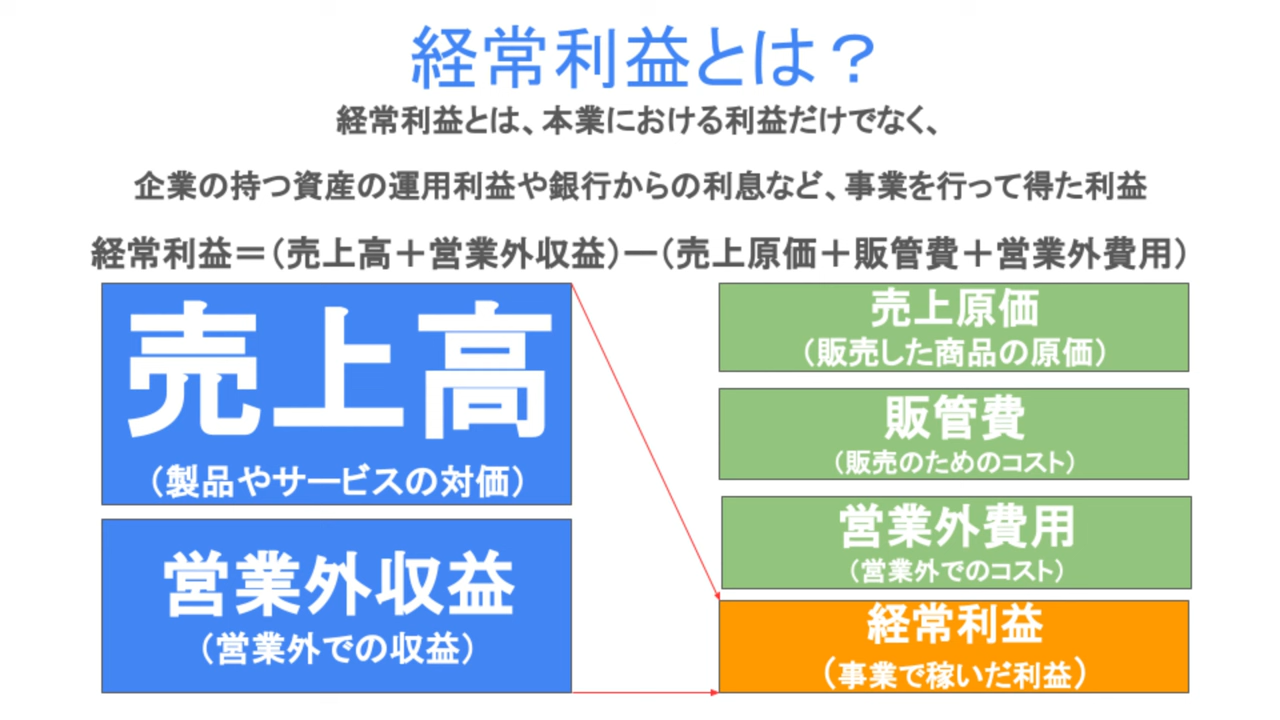 経常利益とは？
経常利益とは、本業における利益だけでなく、
企業の持つ資産の運用利益や銀行からの利息など、事業を行って得た利益
経常利益＝（売上高＋営業外収益）ー（売上原価＋販管費＋営業外費用）
売上高
（製品やサービスの対価）
営業外収益
（営業外での収益）
売上原価
（販売した商品の原価）
販管費
（販売のためのコスト）
営業外費用
（営業外でのコスト）
経常利益
（事業で稼いだ利益）